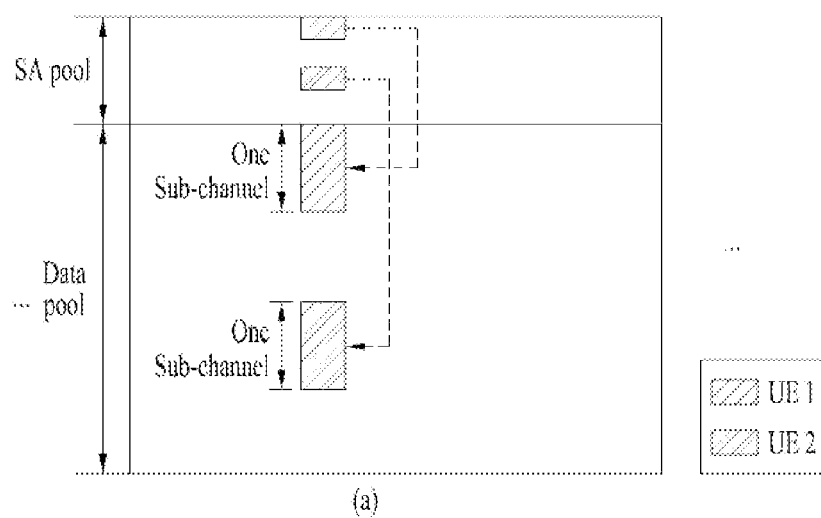 SA pool
One
Sub-channel
Data
pool
...
...
One
Sub-channel
UE 1
UE 2
(a)